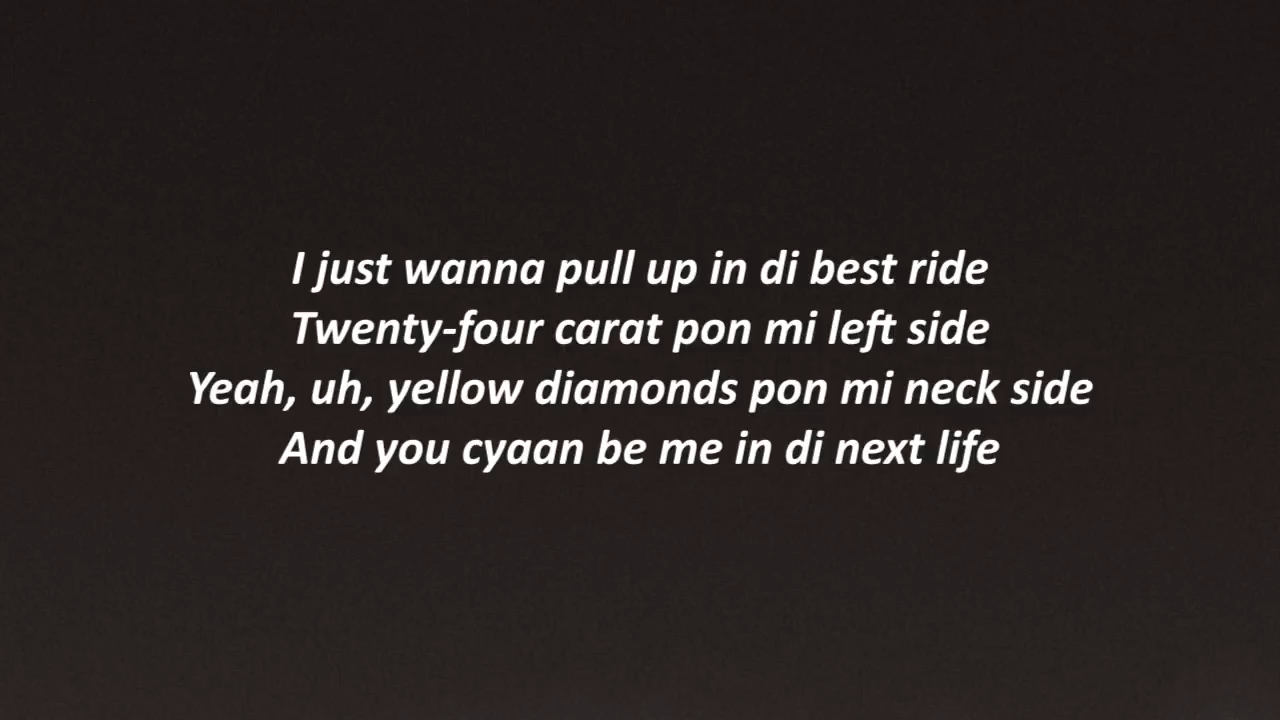 I just wanna pull up in di best ride
Twenty-four carat pon mi left side
Yeah, uh, yellow diamonds pon mi neck side
And you cyaan be me in di next life